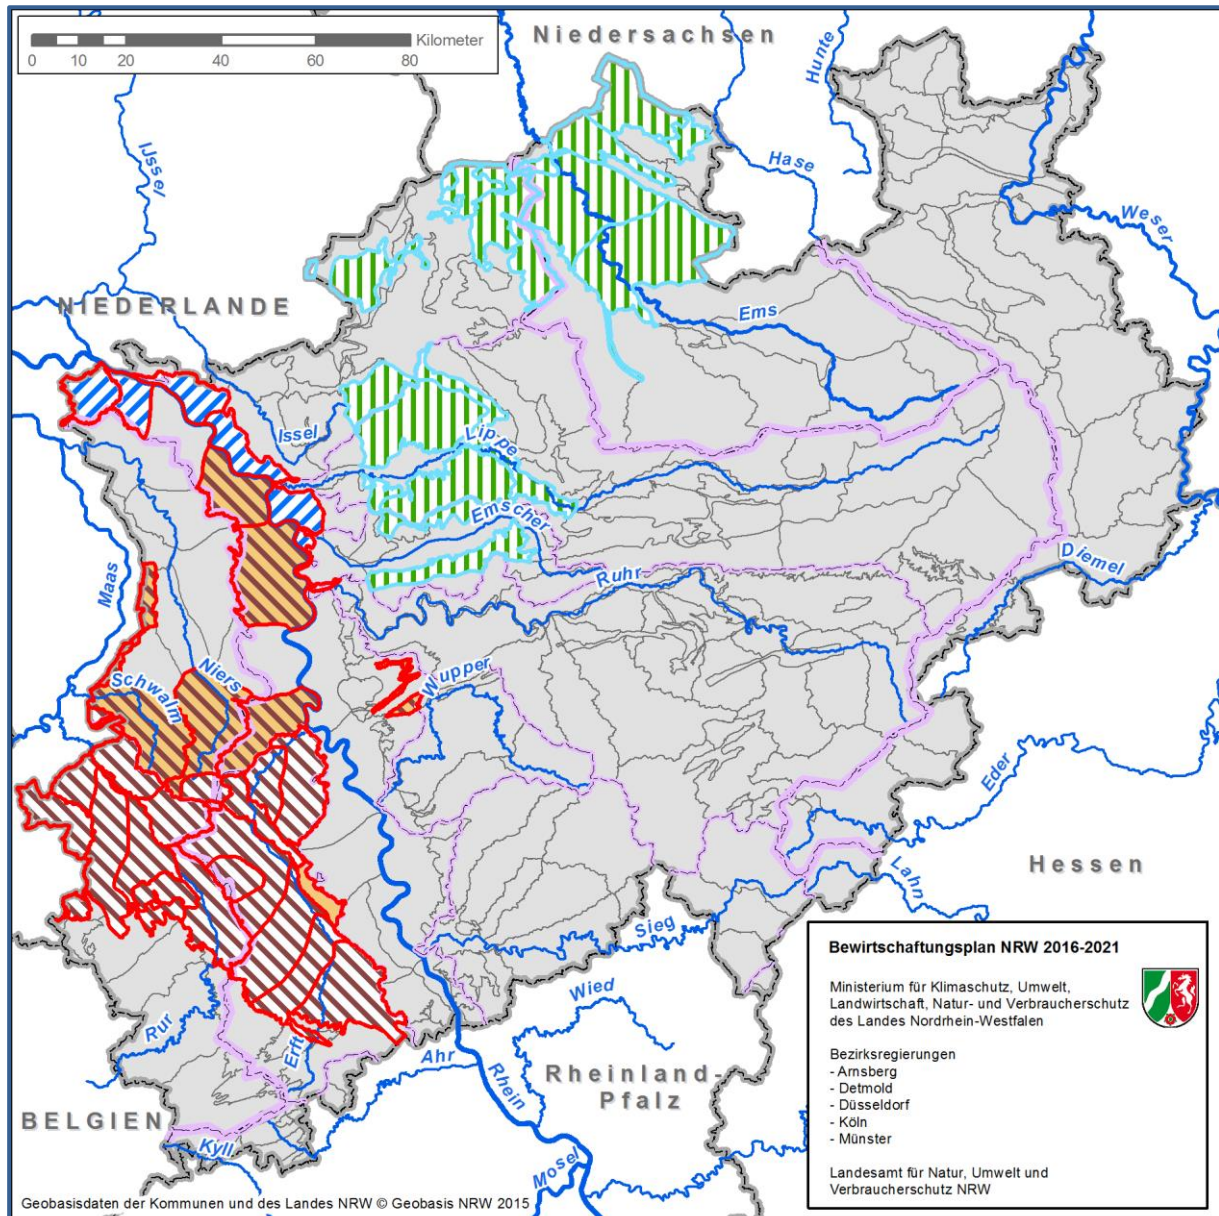 Kilometer
0 10 20 40 60 80
Niedersachsen
Hunte
IJssel
Hase
Weser
NIEDERLANDE
Ems
Issel
Lippe
Emscher
Maas
Ruhr
Diemel
Niers
Schwalm
Wupper
Eder
Hessen
Lahn
Sieg
Wied
Rur
Erft
Ahr
Rhein
Rheinland-
Pfalz
BELGIEN
Kyll
Mosel
Bewirtschaftungsplan NRW 2016-2021
Ministerium für Klimaschutz, Umwelt,
Landwirtschaft, Natur- und Verbraucherschutz
des Landes Nordrhein-Westfalen
Bezirksregierungen
- Arnsberg
- Detmold
- Düsseldorf
- Köln
- Münster
Landesamt für Natur, Umwelt und
Verbraucherschutz NRW
Geobasisdaten der Kommunen und des Landes NRW © Geobasis NRW 2015